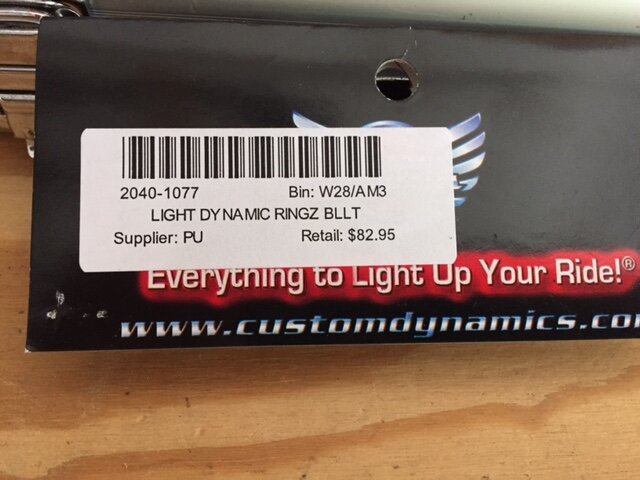 2040-1077 Bin: W28/AM3
LIGHT DYNAMIC RINGZ BLLT
Supplier: PU Retail: $82.95
Everything to Light Up Your Ride!®
www.customdynamics.co